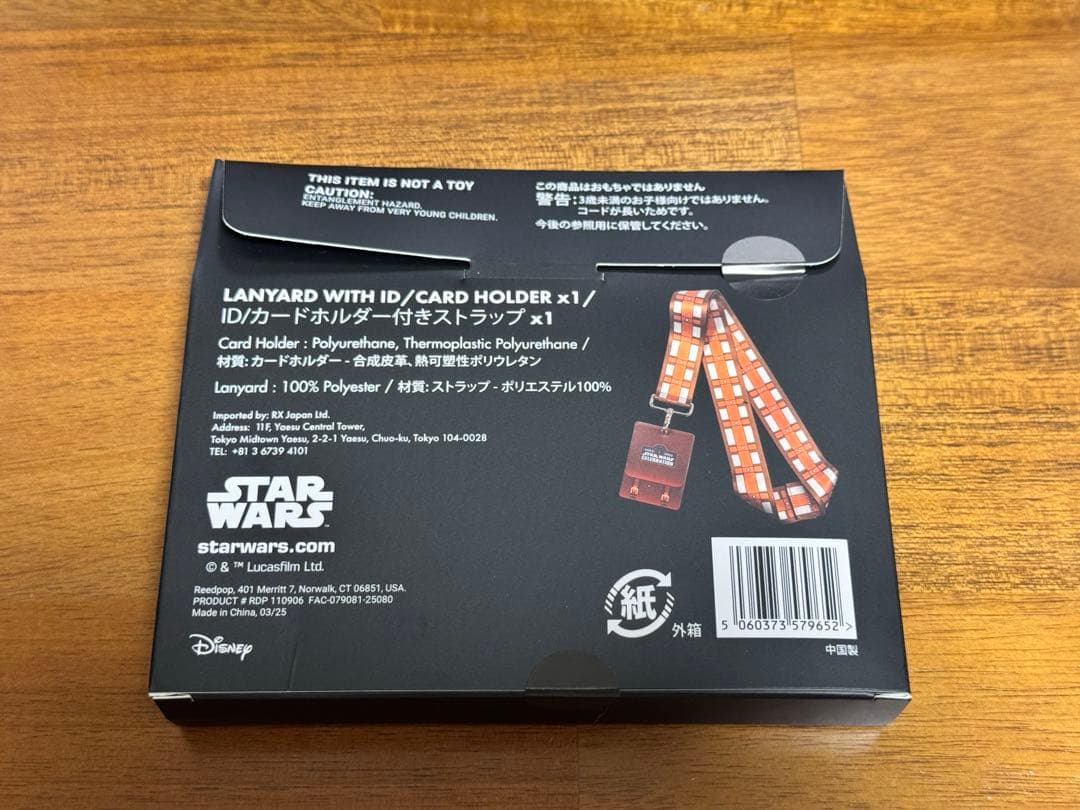 THIS ITEM IS NOT A TOY
CAUTION:
ENTANGLEMENT HAZARD.
KEEP AWAY FROM VERY YOUNG CHILDREN.
この商品はおもちゃではありません
警告:3歳未満のお子様向けではありません。
コードが長いためです。
今後の参照用に保管してください。
LANYARD WITH ID/CARD HOLDER x1/
ID/カードホルダー付きストラップ x1
Card Holder : Polyurethane, Thermoplastic Polyurethane /
材質: カードホルダー - 合成皮革、熱可塑性ポリウレタン
Lanyard : 100% Polyester / 材質: ストラップ - ポリエステル100%
Imported by: RX Japan Ltd.
Address: 11F, Yaesu Central Tower,
Tokyo Midtown Yaesu, 2-2-1 Yaesu, Chuo-ku, Tokyo 104-0028
TEL: +81 3 6739 4101
STAR
WARS™
starwars.com
© & ™ Lucasfilm Ltd.
Reedpop, 401 Merritt 7, Norwalk, CT 06851, USA.
PRODUCT # RDP 110906 FAC-079081-25080
Made in China, 03/25
Disney
STAR WARS
CELEBRATION
紙
外箱
5 060373 579652 >
中国製